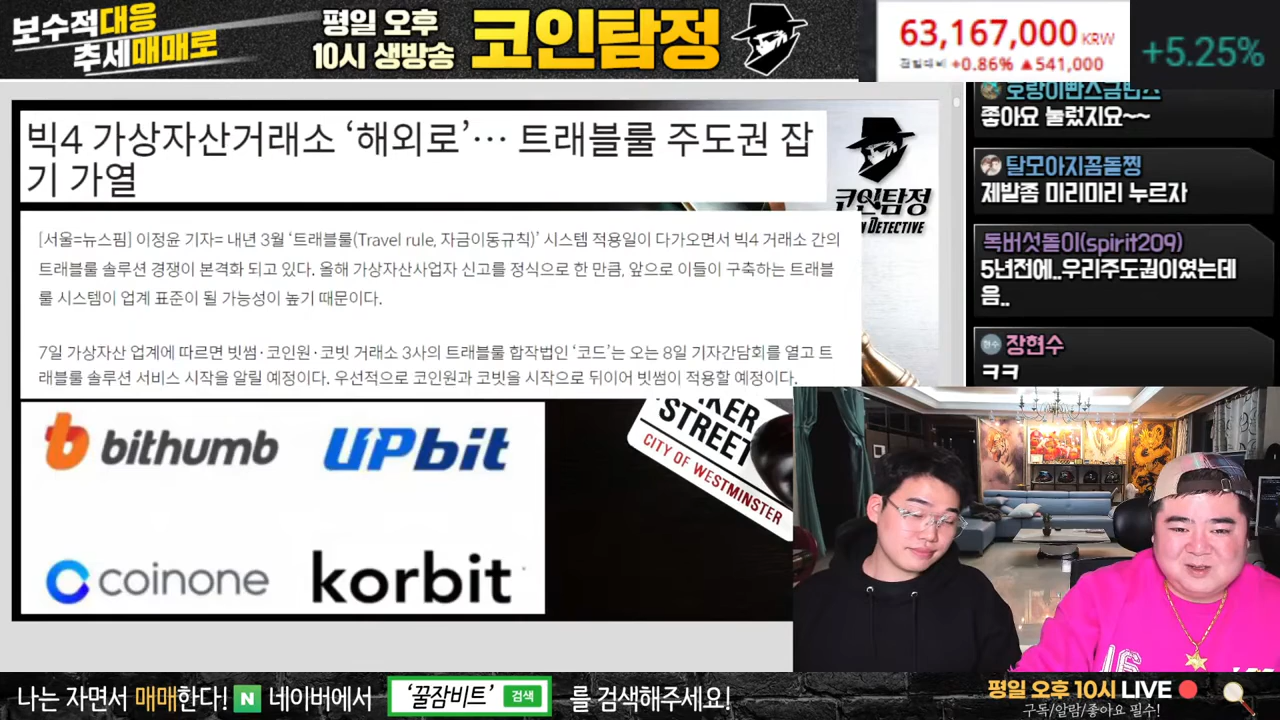 보수적대응
추세매매로
평일 오후
10시 생방송
코인탐정
63,167,000 KRW
전일대비 +0.86% ▲541,000
+5.25%
빅4 가상자산거래소 ‘해외로’… 트래블룰 주도권 잡
기 가열
코인탐정
N DETECTIVE
[서울=뉴스핌] 이정윤 기자= 내년 3월 ‘트래블룰(Travel rule, 자금이동규칙)’ 시스템 적용일이 다가오면서 빅4 거래소 간의
트래블룰 솔루션 경쟁이 본격화 되고 있다. 올해 가상자산사업자 신고를 정식으로 한 만큼, 앞으로 이들이 구축하는 트래블
룰 시스템이 업계 표준이 될 가능성이 높기 때문이다.
7일 가상자산 업계에 따르면 빗썸·코인원·코빗 거래소 3사의 트래블룰 합작법인 ‘코드’는 오는 8일 기자간담회를 열고 트
래블룰 솔루션 서비스 시작을 알릴 예정이다. 우선적으로 코인원과 코빗을 시작으로 뒤이어 빗썸이 적용할 예정이다.
bithumb
UPbit
coinone
korbit
KER
STREET
CITY OF WESTMINSTER
좋아요 눌렀지요~~
탈모아지꼼돌찡
제발좀 미리미리 누르자
독버섯돌이(spirit209)
5년전에..우리주도권이였는데
음..
현수 장현수
ㅋㅋ
나는 자면서 매매한다! N 네이버에서 ‘꿀잠비트’ 검색 를 검색해주세요!
평일 오후 10시 LIVE
구독/알람/좋아요 필수!